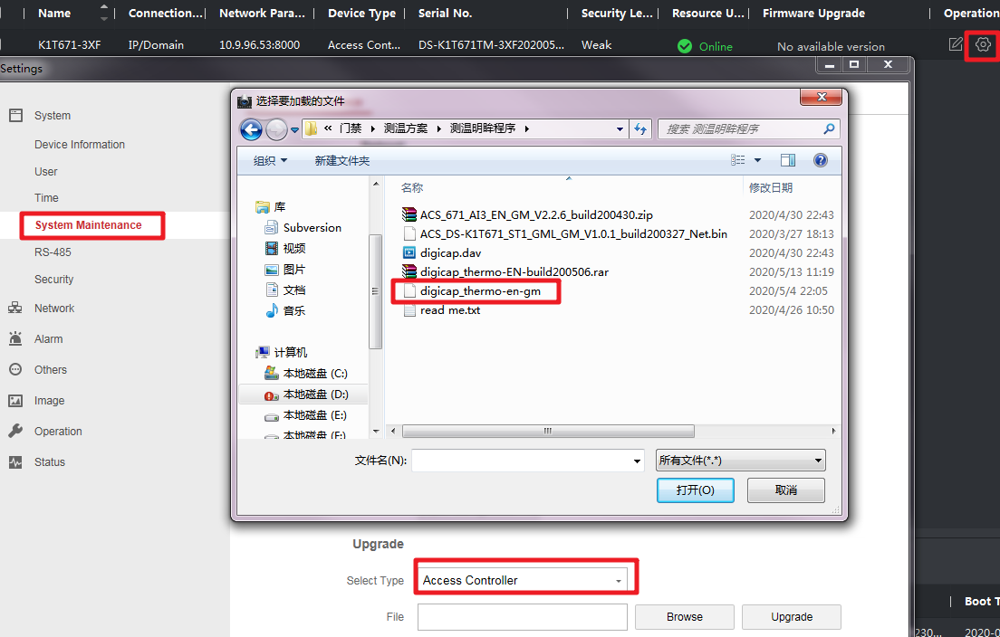 Name Connection... Network Para... Device Type Serial No. Security Le... Resource U... Firmware Upgrade Operation
K1T671-3XF IP/Domain 10.9.96.53:8000 Access Cont... DS-K1T671TM-3XF202005... Weak Online No available version
Settings
System
Device Information
User
Time
System Maintenance
RS-485
Security
Network
Alarm
Others
Image
Operation
Status
选择要加载的文件
« 门禁 测温方案 测温明眸程序
搜索 测温明眸程序
组织 新建文件夹
库
Subversion
视频
图片
文档
音乐
计算机
本地磁盘 (C:)
本地磁盘 (D:)
本地磁盘 (E:)
本地磁盘 (F:)
名称 修改日期
ACS_671_AI3_EN_GM_V2.2.6_build200430.zip 2020/4/30 22:43
ACS_DS-K1T671_ST1_GML_GM_V1.0.1_build200327_Net.bin 2020/3/27 18:13
digicap.dav 2020/4/30 22:43
digicap_thermo-EN-build200506.rar 2020/5/13 11:19
digicap_thermo-en-gm 2020/5/4 22:05
read me.txt 2020/4/26 10:50
文件名(N): 所有文件(*.*)
打开(O) 取消
Upgrade
Select Type Access Controller
File Browse Upgrade
Boot T
230... 2020-0